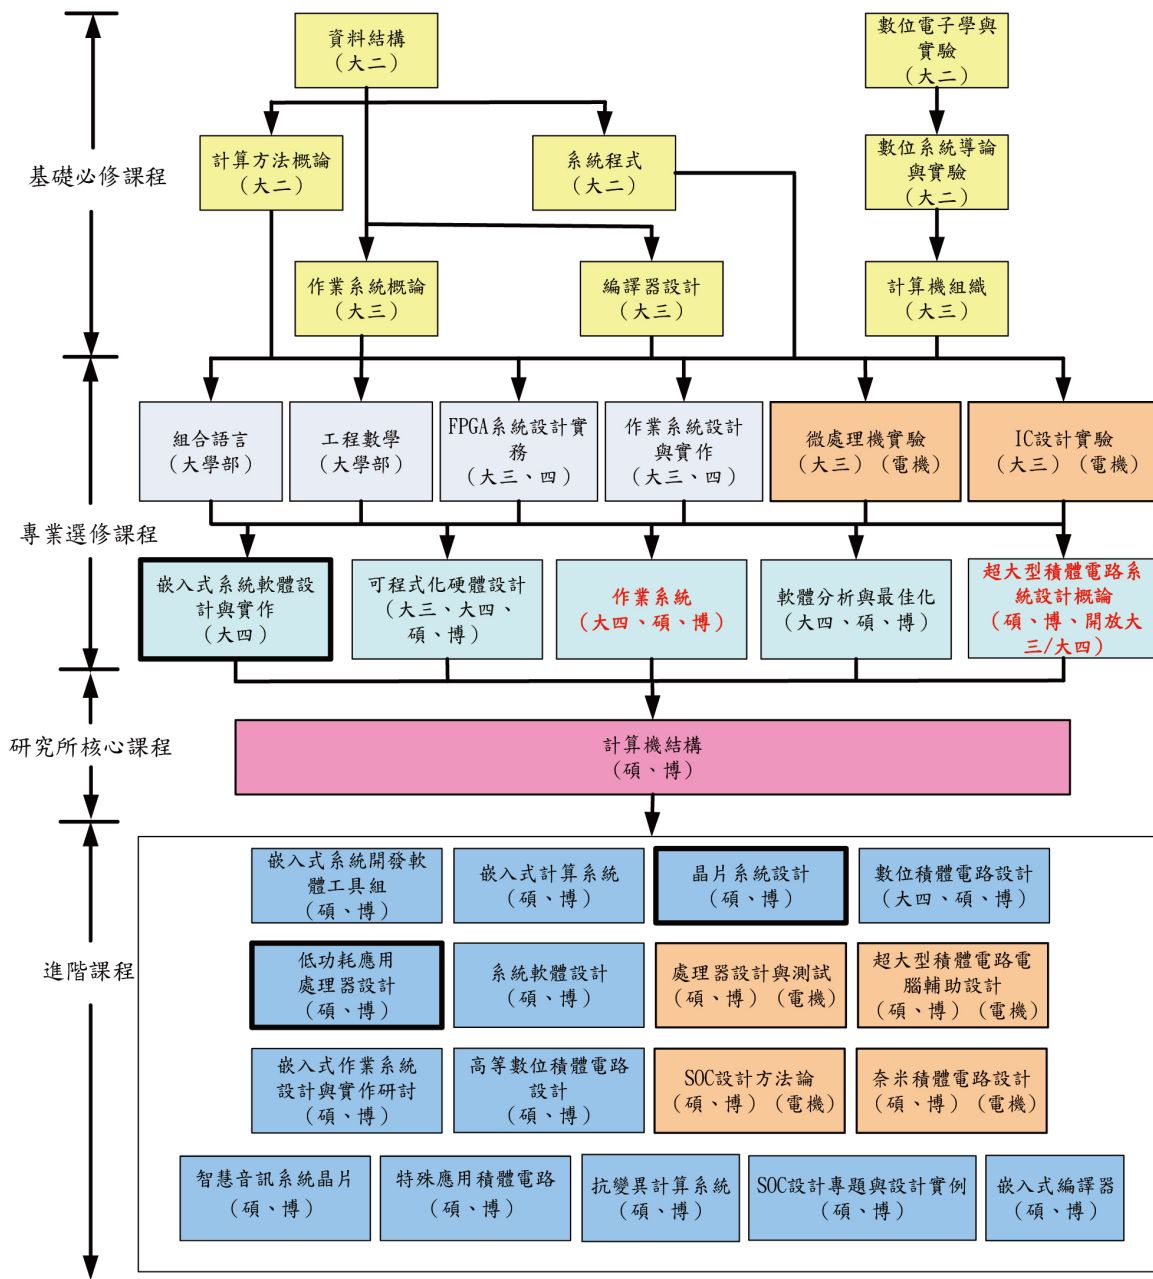 資料結構
（大二）
數位電子學與
實驗
（大二）
基礎必修課程
計算方法概論
（大二）
系統程式
（大二）
數位系統導論
與實驗
（大二）
作業系統概論
（大三）
編譯器設計
（大三）
計算機組織
（大三）
專業選修課程
組合語言
（大學部）
工程數學
（大學部）
FPGA系統設計實
務
（大三、四）
作業系統設計
與實作
（大三、四）
微處理機實驗
（大三）（電機）
IC設計實驗
（大三）（電機）
嵌入式系統軟體設
計與實作
（大四）
可程式化硬體設計
（大三、大四、
碩、博）
作業系統
（大四、碩、博）
軟體分析與最佳化
（大四、碩、博）
超大型積體電路系
統設計概論
（碩、博、開放大
三/大四）
研究所核心課程
計算機結構
（碩、博）
進階課程
嵌入式系統開發軟
體工具組
（碩、博）
嵌入式計算系統
（碩、博）
晶片系統設計
（碩、博）
數位積體電路設計
（大四、碩、博）
低功耗應用
處理器設計
（碩、博）
系統軟體設計
（碩、博）
處理器設計與測試
（碩、博）（電機）
超大型積體電路電
腦輔助設計
（碩、博）（電機）
嵌入式作業系統
設計與實作研討
（碩、博）
高等數位積體電路
設計
（碩、博）
SOC設計方法論
（碩、博）（電機）
奈米積體電路設計
（碩、博）（電機）
智慧音訊系統晶片
（碩、博）
特殊應用積體電路
（碩、博）
抗變異計算系統
（碩、博）
SOC設計專題與設計實例
（碩、博）
嵌入式編譯器
（碩、博）